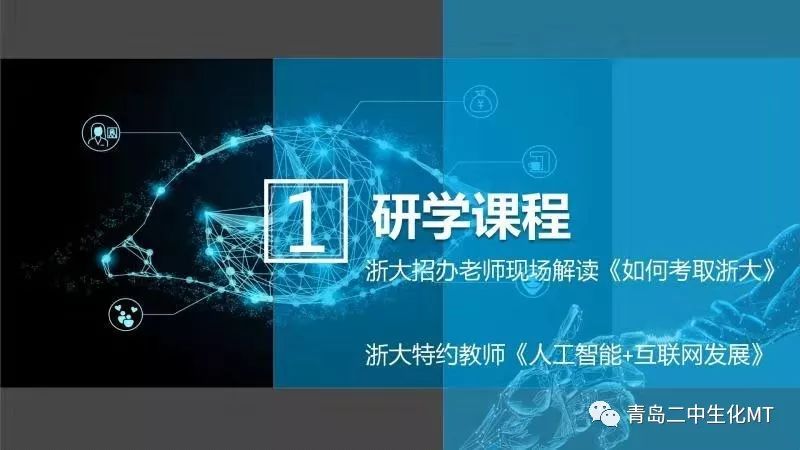 1
研学课程
浙大招办老师现场解读《如何考取浙大》
浙大特约教师《人工智能+互联网发展》
青岛二中生化MT